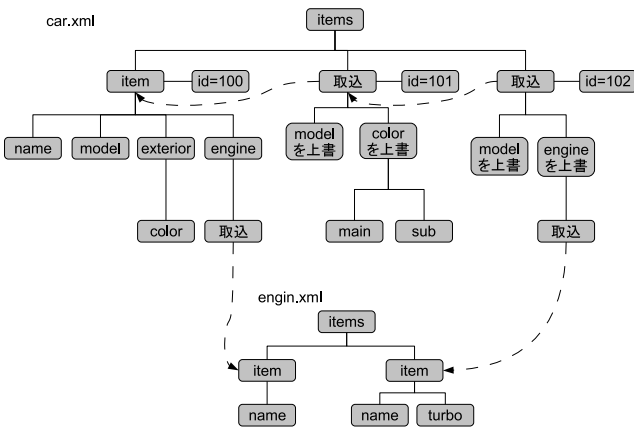 car.xml
items
item
id=100
取込
id=101
取込
id=102
name
model
exterior
engine
model
を上書
color
を上書
model
を上書
engine
を上書
color
取込
main
sub
取込
engin.xml
items
item
item
name
name
turbo